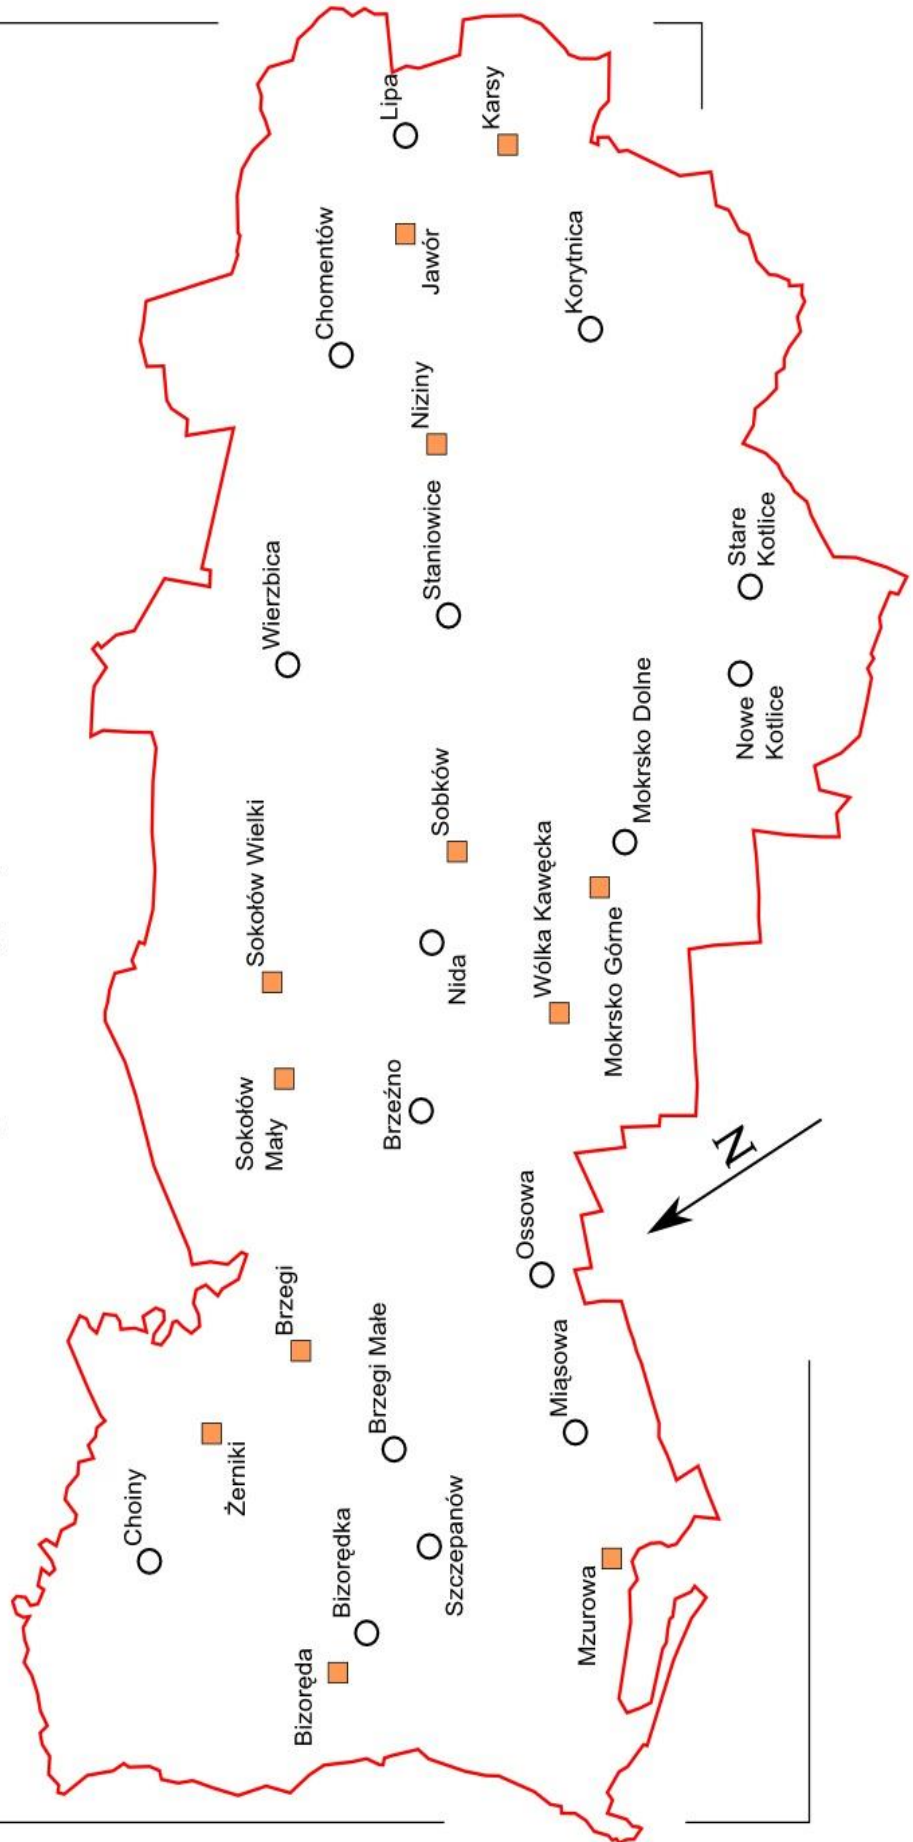 Lipa
Karsy
Chomentów
Jawór
Korytnica
Niziny
Staniowice
Wierzbica
Stare
Kotlice
Nowe
Kotlice
Mokrsko Dolne
Sobków
Sokołów Wielki
Wólka Kawęcka
Mokrsko Górne
Nida
Sokołów
Mały
Brzeźno
N
Ossowa
Brzegi
Brzegi Małe
Miąsowa
Żerniki
Choiny
Szczepanów
Bizorędka
Mzurowa
Bizoręda